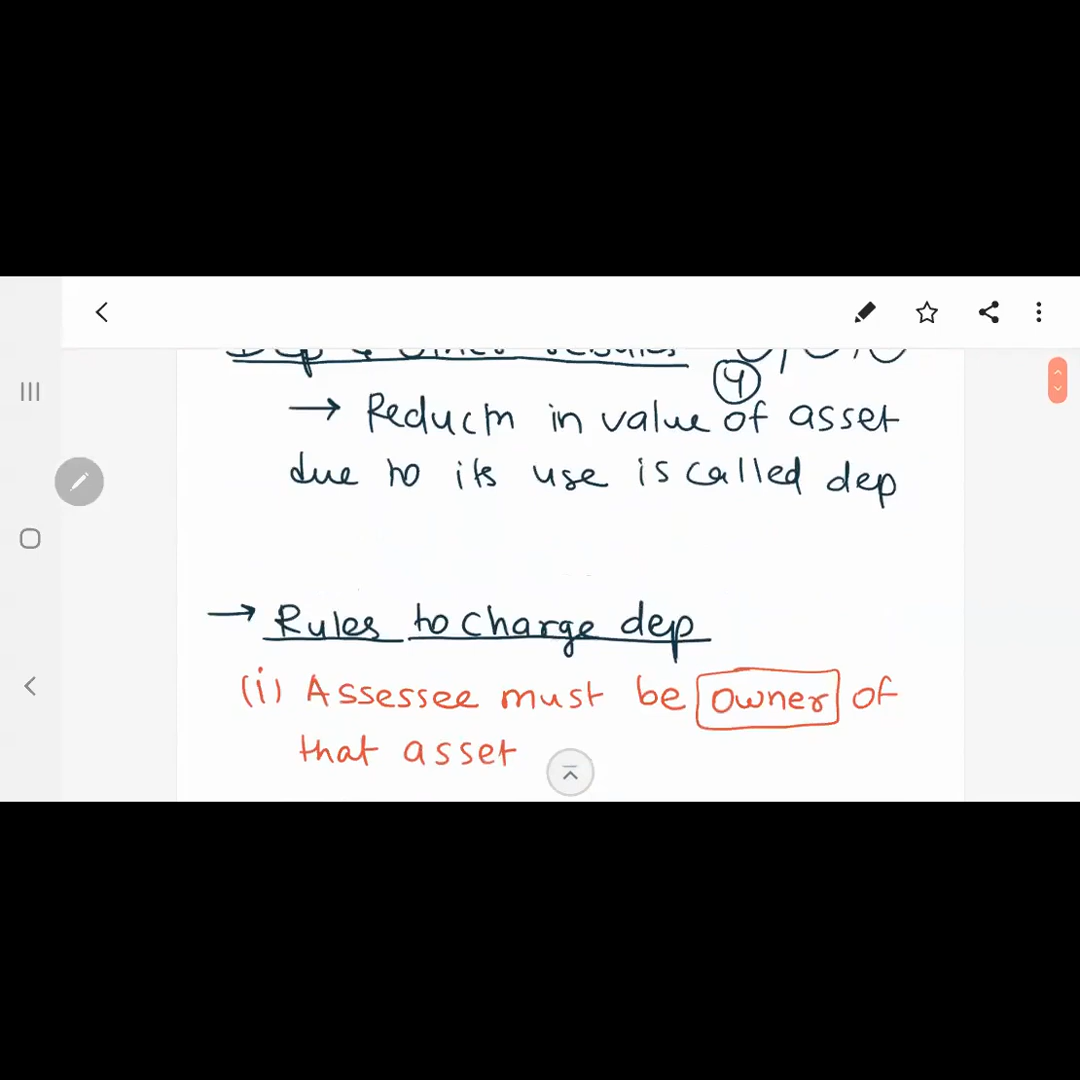 ④
→ Reductn in value of asset
due to its use is called dep
→ Rules to charge dep
(i) Assessee must be owner of
that asset